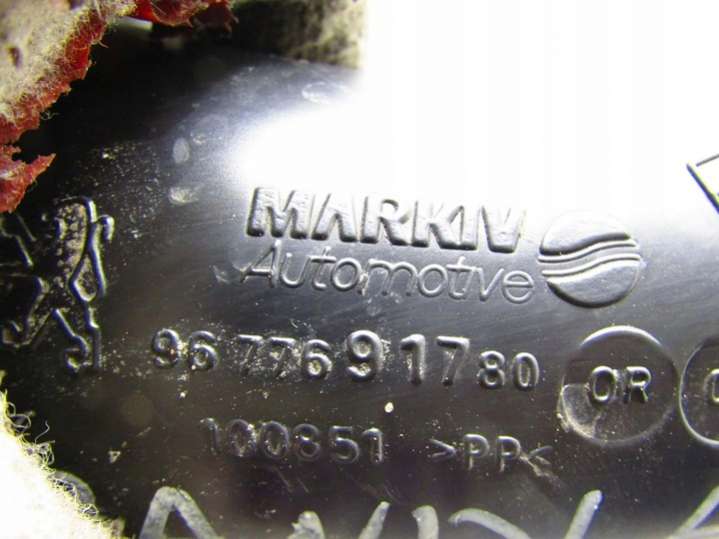 MARKIV
Automotive
96 776 917 80
OR
100851 >PP<